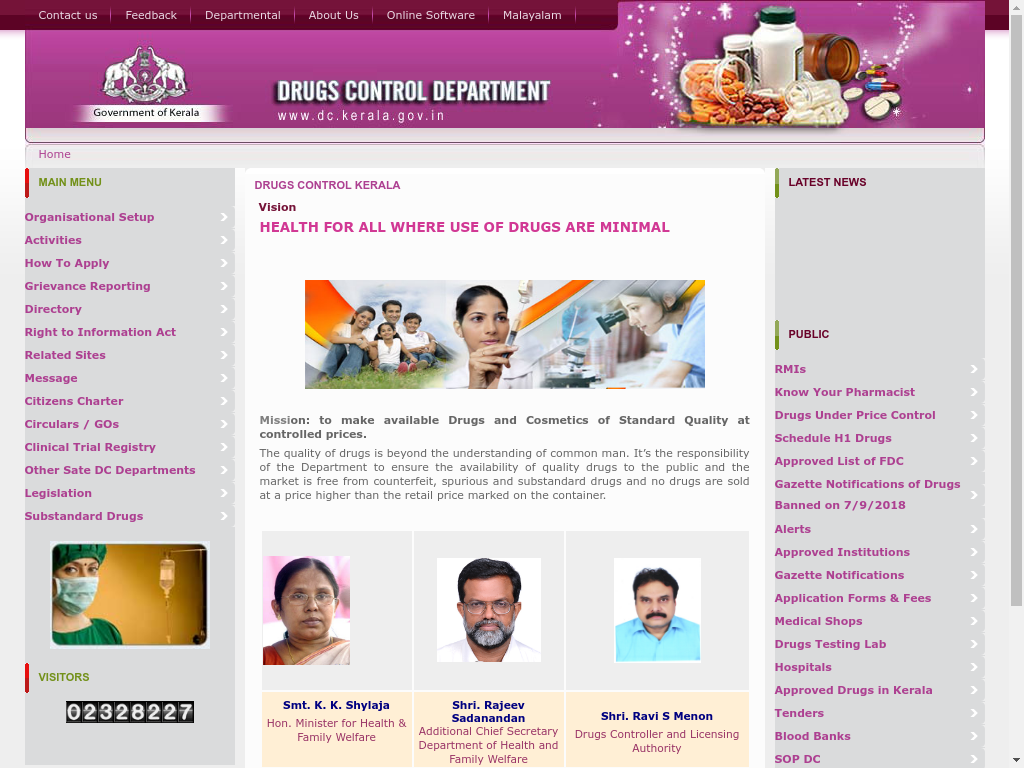 Contact us
Feedback
Departmental
About Us
Online Software
Malayalam
Government of Kerala
DRUGS CONTROL DEPARTMENT
www.dc.kerala.gov.in
Home
MAIN MENU
Organisational Setup
Activities
How To Apply
Grievance Reporting
Directory
Right to Information Act
Related Sites
Message
Citizens Charter
Circulars / GOs
Clinical Trial Registry
Other Sate DC Departments
Legislation
Substandard Drugs
VISITORS
02328227
DRUGS CONTROL KERALA
Vision
HEALTH FOR ALL WHERE USE OF DRUGS ARE MINIMAL
Mission: to make available Drugs and Cosmetics of Standard Quality at
controlled prices.
The quality of drugs is beyond the understanding of common man. It’s the responsibility
of the Department to ensure the availability of quality drugs to the public and the
market is free from counterfeit, spurious and substandard drugs and no drugs are sold
at a price higher than the retail price marked on the container.
Smt. K. K. Shylaja
Hon. Minister for Health &
Family Welfare
Shri. Rajeev
Sadanandan
Additional Chief Secretary
Department of Health and
Family Welfare
Shri. Ravi S Menon
Drugs Controller and Licensing
Authority
LATEST NEWS
PUBLIC
RMIs
Know Your Pharmacist
Drugs Under Price Control
Schedule H1 Drugs
Approved List of FDC
Gazette Notifications of Drugs
Banned on 7/9/2018
Alerts
Approved Institutions
Gazette Notifications
Application Forms & Fees
Medical Shops
Drugs Testing Lab
Hospitals
Approved Drugs in Kerala
Tenders
Blood Banks
SOP DC